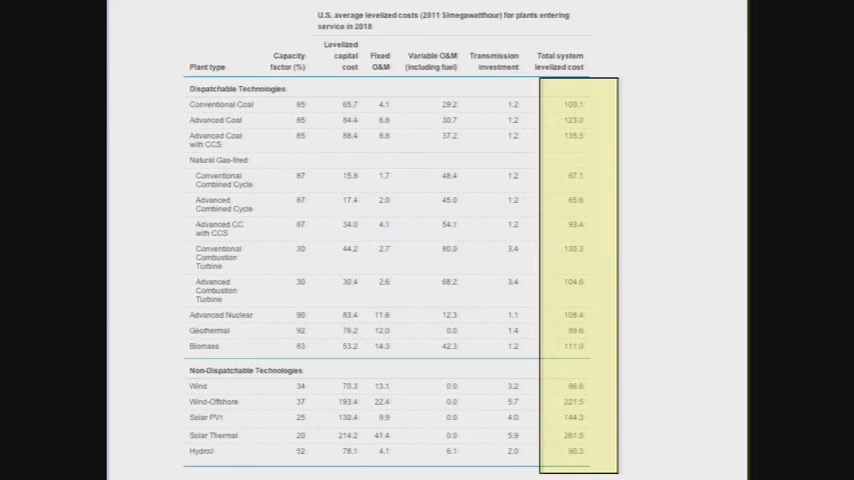 U.S. average levelized costs (2011 $/megawatthour) for plants entering
service in 2018
Plant type Capacity factor (%) Levelized capital cost Fixed O&M Variable O&M (including fuel) Transmission investment Total system levelized cost
Dispatchable Technologies
Conventional Coal 85 65.7 4.1 29.2 1.2 100.1
Advanced Coal 85 84.4 6.8 30.7 1.2 123.0
Advanced Coal with CCS 85 88.4 8.8 37.2 1.2 135.5
Natural Gas-fired
Conventional Combined Cycle 87 15.8 1.7 48.4 1.2 67.1
Advanced Combined Cycle 87 17.4 2.0 45.0 1.2 65.6
Advanced CC with CCS 87 34.0 4.1 54.1 1.2 93.4
Conventional Combustion Turbine 30 44.2 2.7 80.0 3.4 130.3
Advanced Combustion Turbine 30 30.4 2.6 68.2 3.4 104.6
Advanced Nuclear 90 83.4 11.6 12.3 1.1 108.4
Geothermal 92 76.2 12.0 0.0 1.4 89.6
Biomass 83 53.2 14.3 42.3 1.2 111.0
Non-Dispatchable Technologies
Wind 34 70.3 13.1 0.0 3.2 86.6
Wind-Offshore 37 193.4 22.4 0.0 5.7 221.5
Solar PV1 25 130.4 9.9 0.0 4.0 144.3
Solar Thermal 20 214.2 41.4 0.0 5.9 261.5
Hydro2 52 78.1 4.1 6.1 2.0 90.3